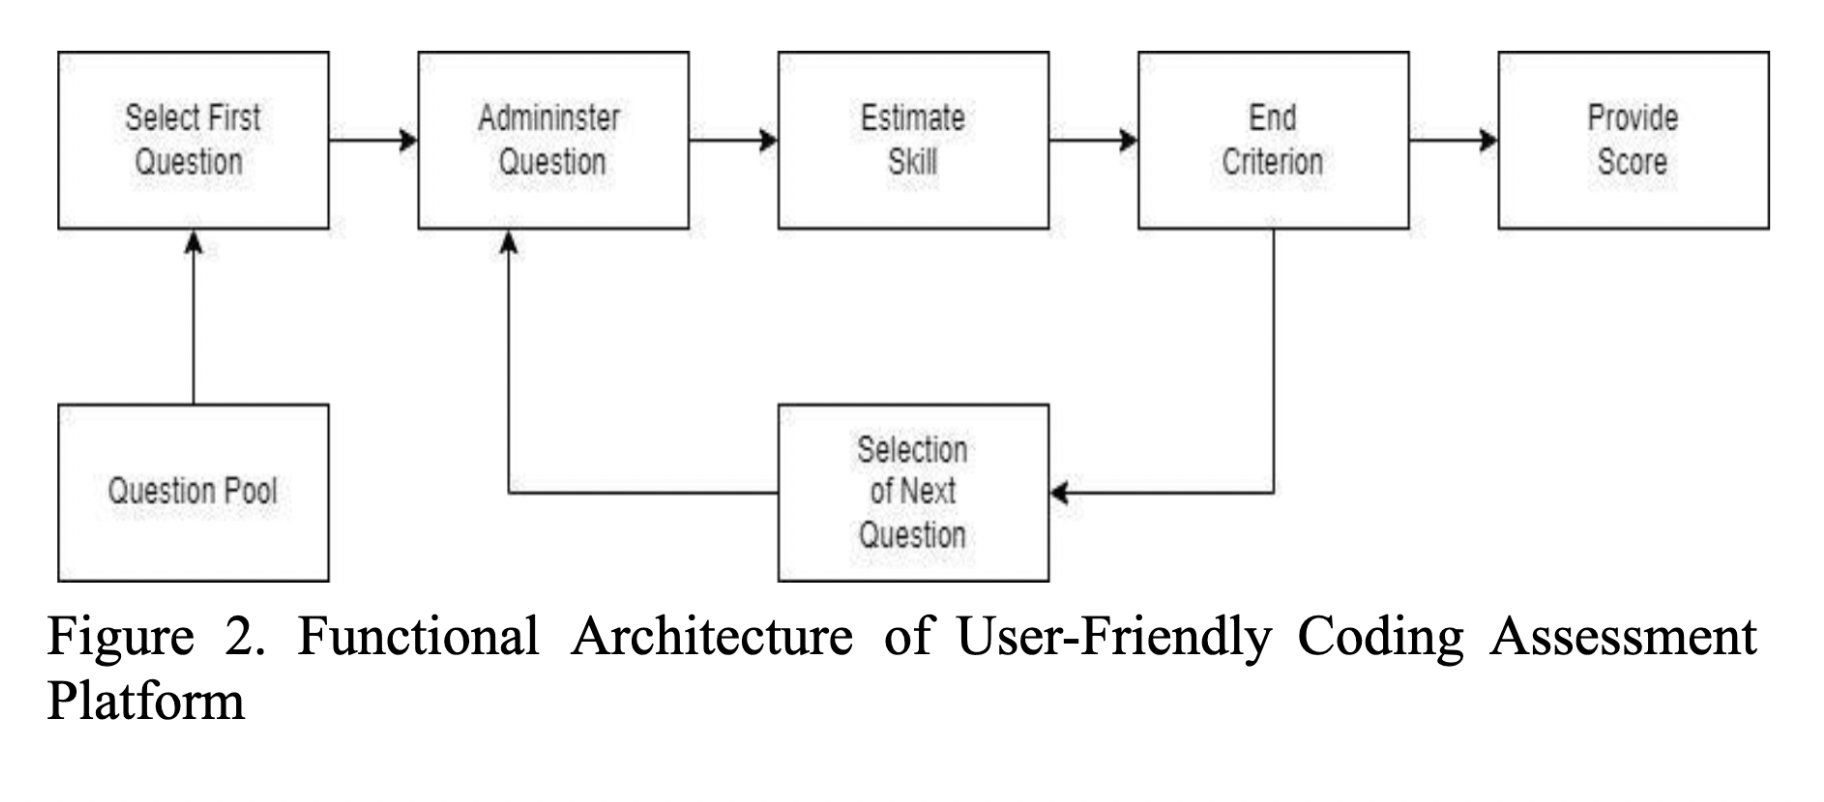 Select First
Question
Admininster
Question
Estimate
Skill
End
Criterion
Provide
Score
Question Pool
Selection
of Next
Question
Figure 2. Functional Architecture of User-Friendly Coding Assessment
Platform